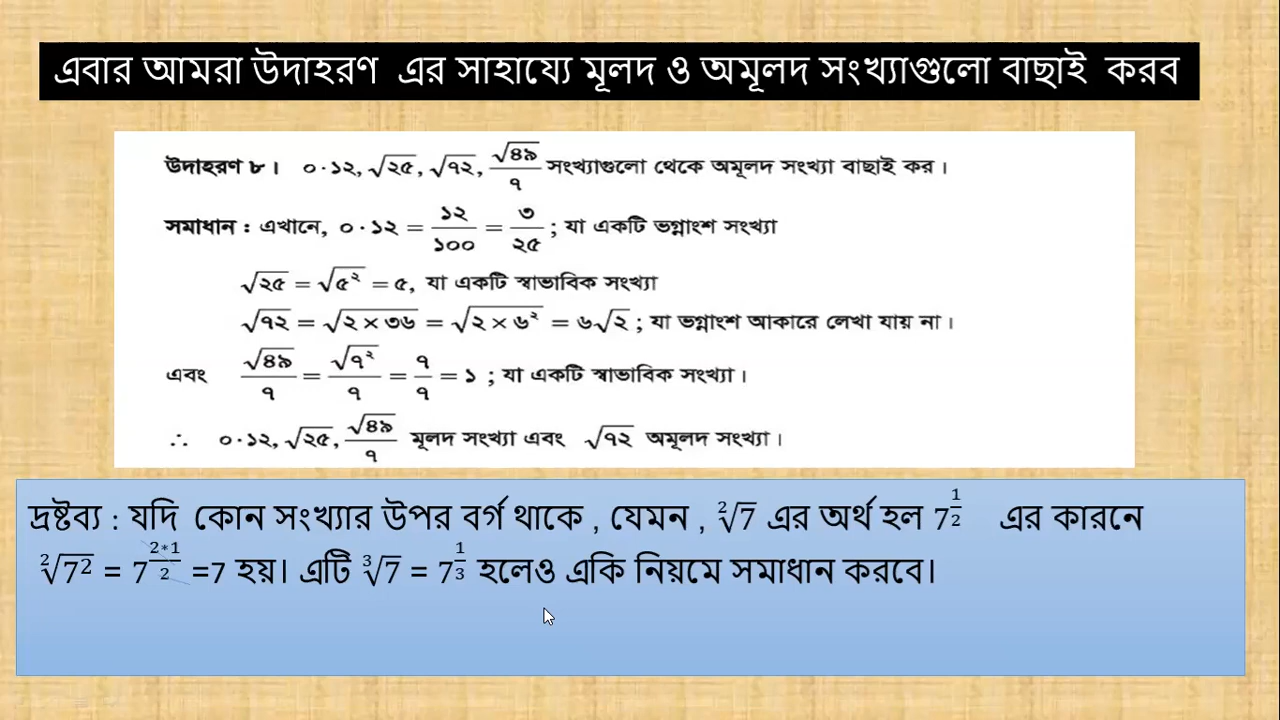 এবার আমরা উদাহরণ এর সাহায্যে মূলদ ও অমূলদ সংখ্যাগুলো বাছাই করব
উদাহরণ ৮। ০·১২, √২৫, √৭২, √৪৯/৭ সংখ্যাগুলো থেকে অমূলদ সংখ্যা বাছাই কর।
সমাধান : এখানে, ০·১২ = ১২/১০০ = ৩/২৫ ; যা একটি ভগ্নাংশ সংখ্যা
√২৫ = √৫² = ৫, যা একটি স্বাভাবিক সংখ্যা
√৭২ = √২×৩৬ = √২×৬² = ৬√২ ; যা ভগ্নাংশ আকারে লেখা যায় না।
এবং √৪৯/৭ = √৭²/৭ = ৭/৭ = ১ ; যা একটি স্বাভাবিক সংখ্যা।
∴ ০·১২, √২৫, √৪৯/৭ মূলদ সংখ্যা এবং √৭২ অমূলদ সংখ্যা।
দ্রষ্টব্য : যদি কোন সংখ্যার উপর বর্গ থাকে , যেমন , ²√7 এর অর্থ হল 7^(1/2) এর কারনে
²√7² = 7^(2*1/2) =7 হয়। এটি ³√7 = 7^(1/3) হলেও একি নিয়মে সমাধান করবে।